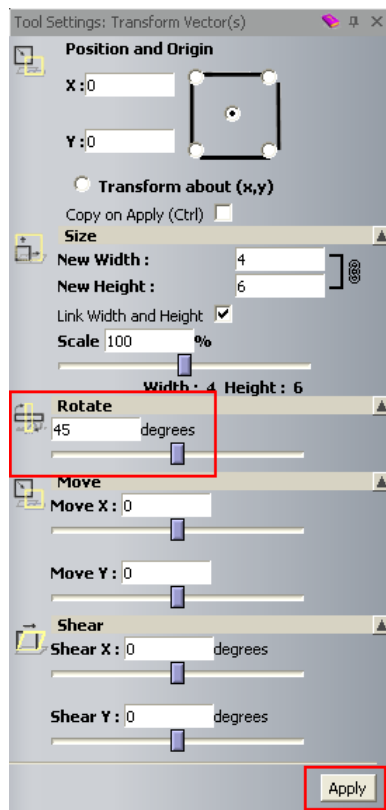 Tool Settings: Transform Vector(s)
Position and Origin
X : 0
Y : 0
Transform about (x,y)
Copy on Apply (Ctrl)
Size
New Width : 4
New Height : 6
Link Width and Height
Scale 100 %
Width : 4 Height : 6
Rotate
45 degrees
Move
Move X : 0
Move Y : 0
Shear
Shear X : 0 degrees
Shear Y : 0 degrees
Apply